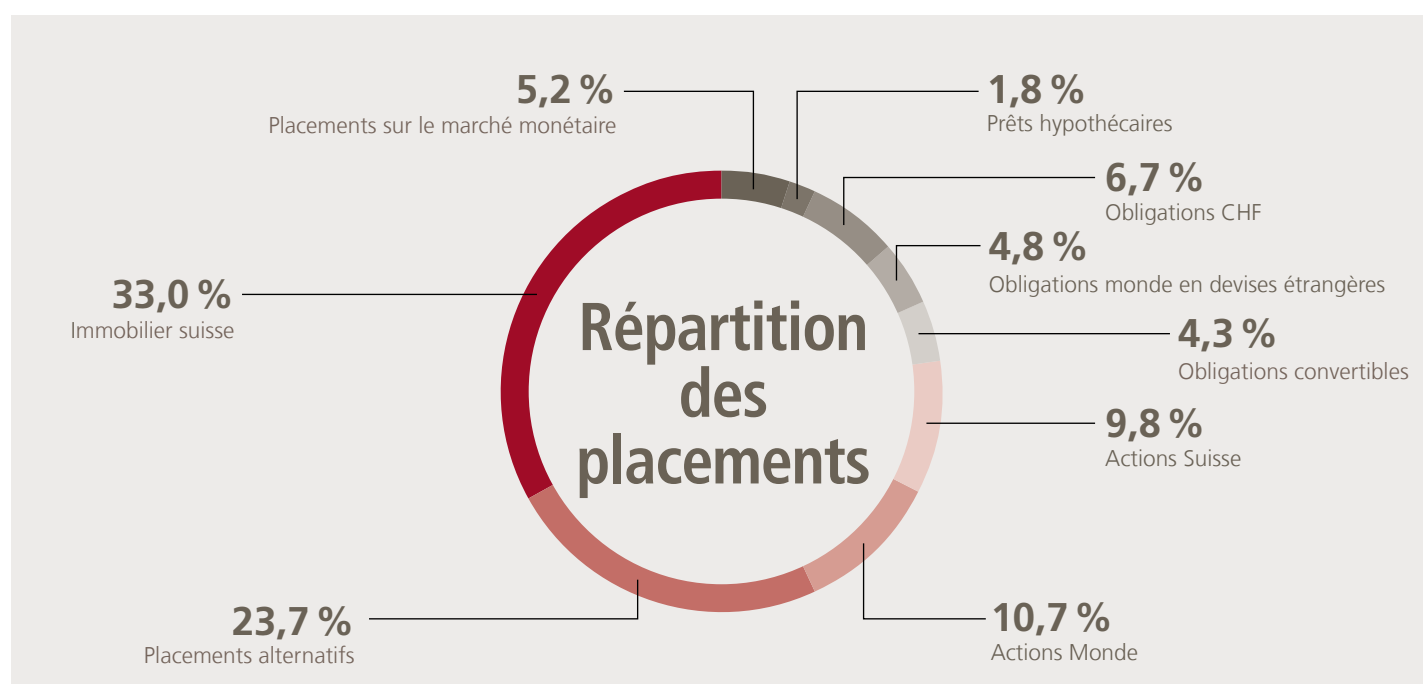 5,2 %
Placements sur le marché monétaire
1,8 %
Prêts hypothécaires
6,7 %
Obligations CHF
4,8 %
Obligations monde en devises étrangères
4,3 %
Obligations convertibles
9,8 %
Actions Suisse
10,7 %
Actions Monde
23,7 %
Placements alternatifs
33,0 %
Immobilier suisse
Répartition
des
placements